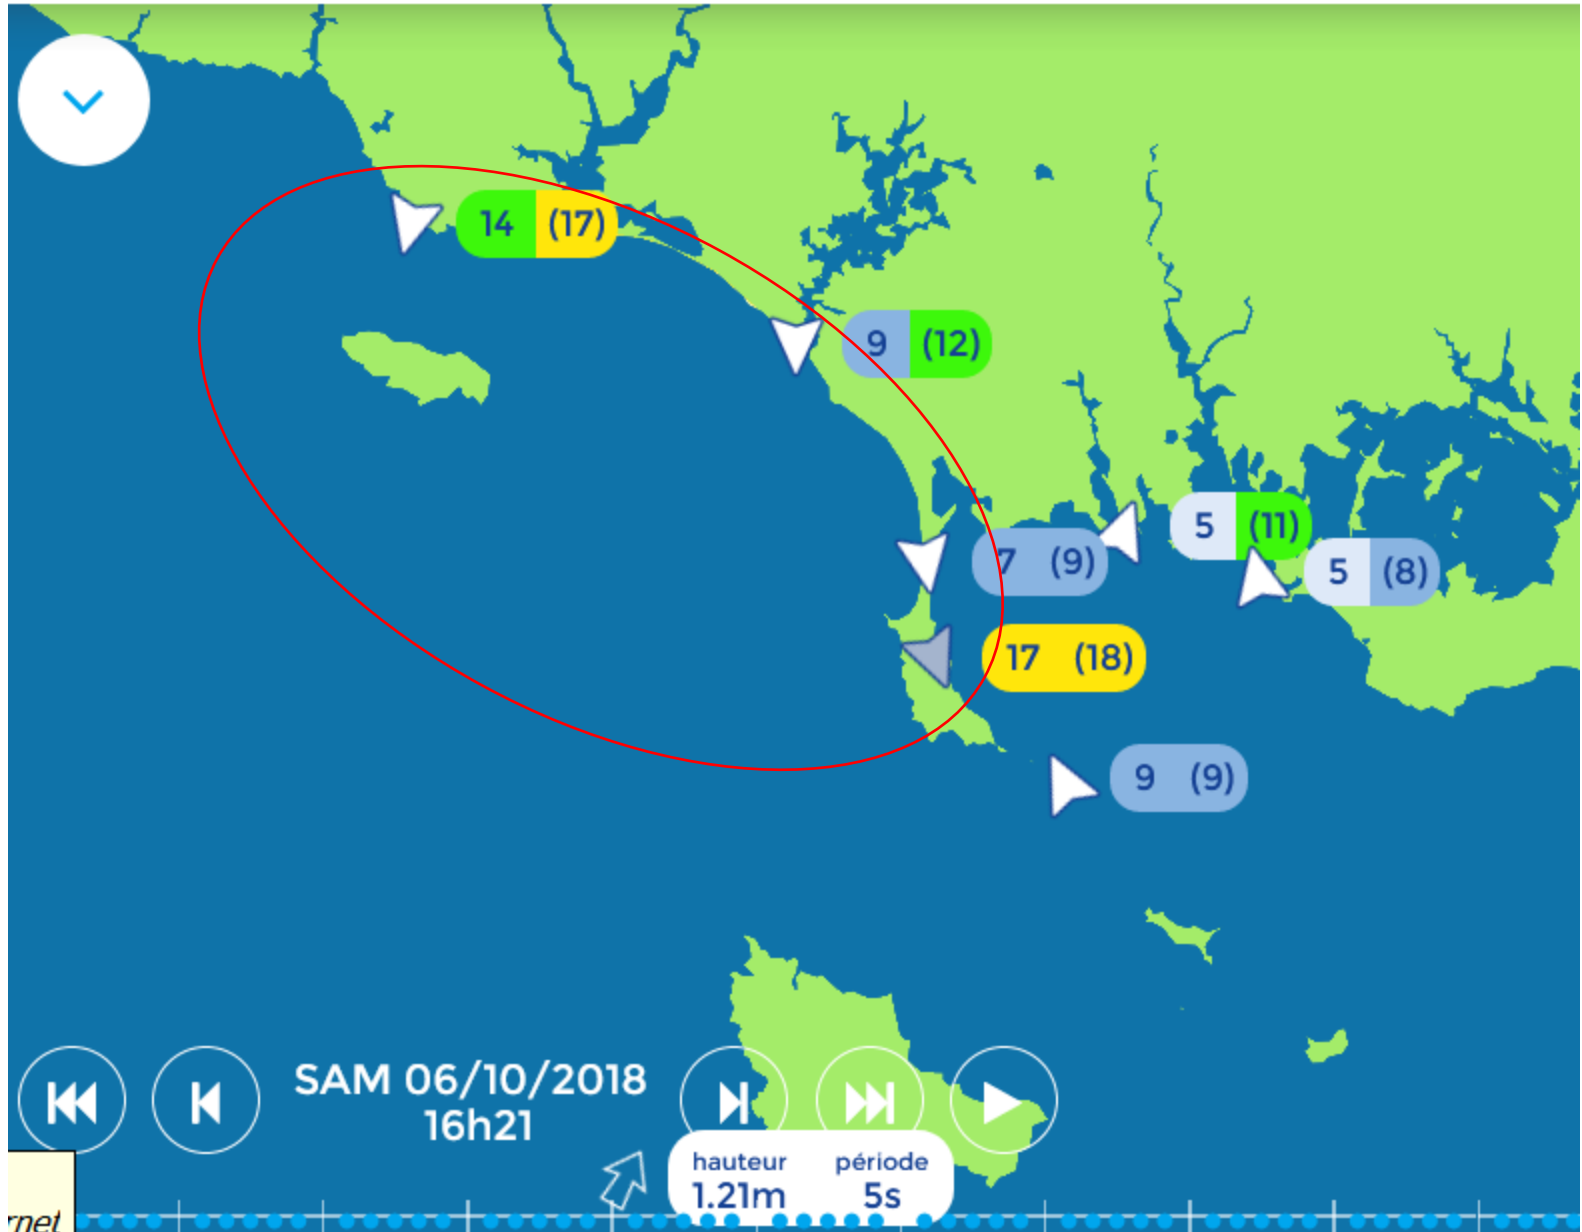 14 (17)
9 (12)
5 (11)
7 (9)
5 (8)
17 (18)
9 (9)
SAM 06/10/2018
16h21
hauteur période
1.21m 5s
rnet